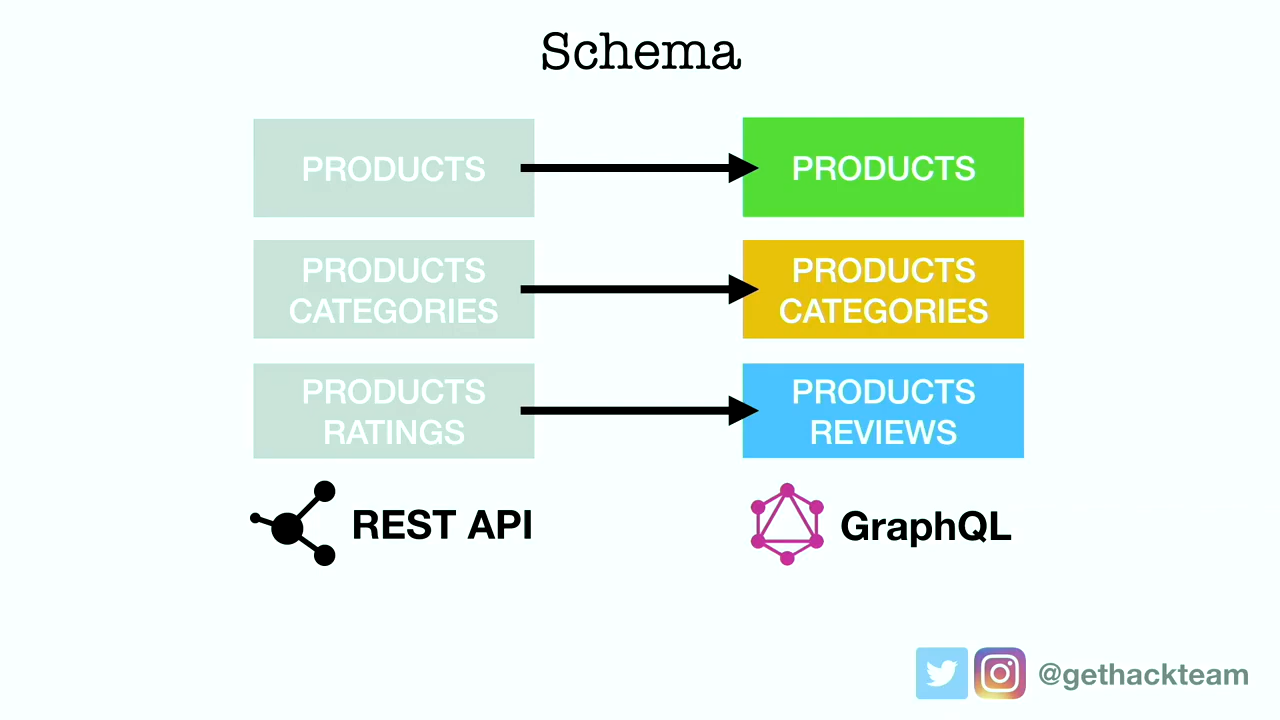 Schema
PRODUCTS
PRODUCTS
PRODUCTS
CATEGORIES
PRODUCTS
CATEGORIES
PRODUCTS
RATINGS
PRODUCTS
REVIEWS
REST API
GraphQL
@gethackteam